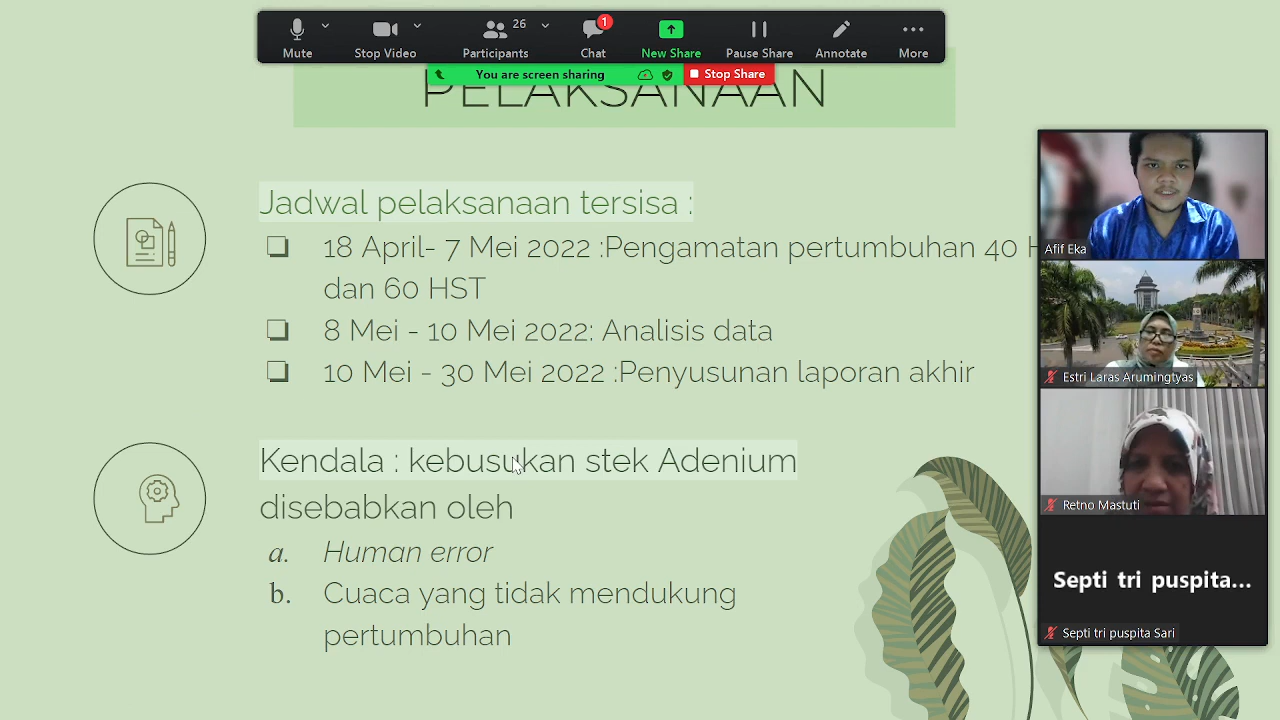 26
1
Mute
Stop Video
Participants
Chat
New Share
Pause Share
Annotate
More
You are screen sharing
Stop Share
PELAKSANAAN
Jadwal pelaksanaan tersisa :
❏ 18 April- 7 Mei 2022 :Pengamatan pertumbuhan 40
dan 60 HST
❏ 8 Mei - 10 Mei 2022: Analisis data
❏ 10 Mei - 30 Mei 2022 :Penyusunan laporan akhir
Kendala : kebusukan stek Adenium
disebabkan oleh
a. Human error
b. Cuaca yang tidak mendukung
pertumbuhan
Afif Eka
Estri Laras Arumingtyas
Retno Mastuti
Septi tri puspita...
Septi tri puspita Sari